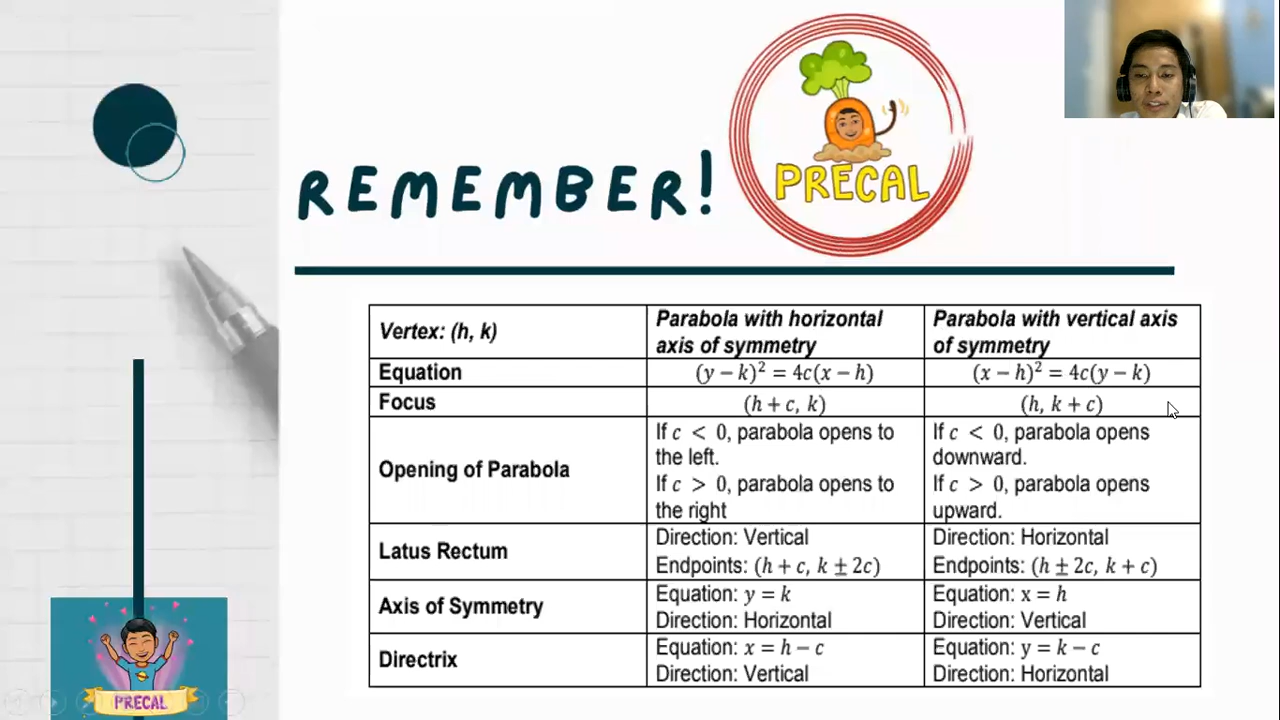 REMEMBER!
PRECAL
Vertex: (h, k)
Parabola with horizontal
axis of symmetry
Parabola with vertical axis
of symmetry
Equation
(y − k)² = 4c(x − h)
(x − h)² = 4c(y − k)
Focus
(h + c, k)
(h, k + c)
Opening of Parabola
If c < 0, parabola opens to
the left.
If c > 0, parabola opens to
the right
If c < 0, parabola opens
downward.
If c > 0, parabola opens
upward.
Latus Rectum
Direction: Vertical
Endpoints: (h + c, k ± 2c)
Direction: Horizontal
Endpoints: (h ± 2c, k + c)
Axis of Symmetry
Equation: y = k
Direction: Horizontal
Equation: x = h
Direction: Vertical
Directrix
Equation: x = h − c
Direction: Vertical
Equation: y = k − c
Direction: Horizontal
PRECAL